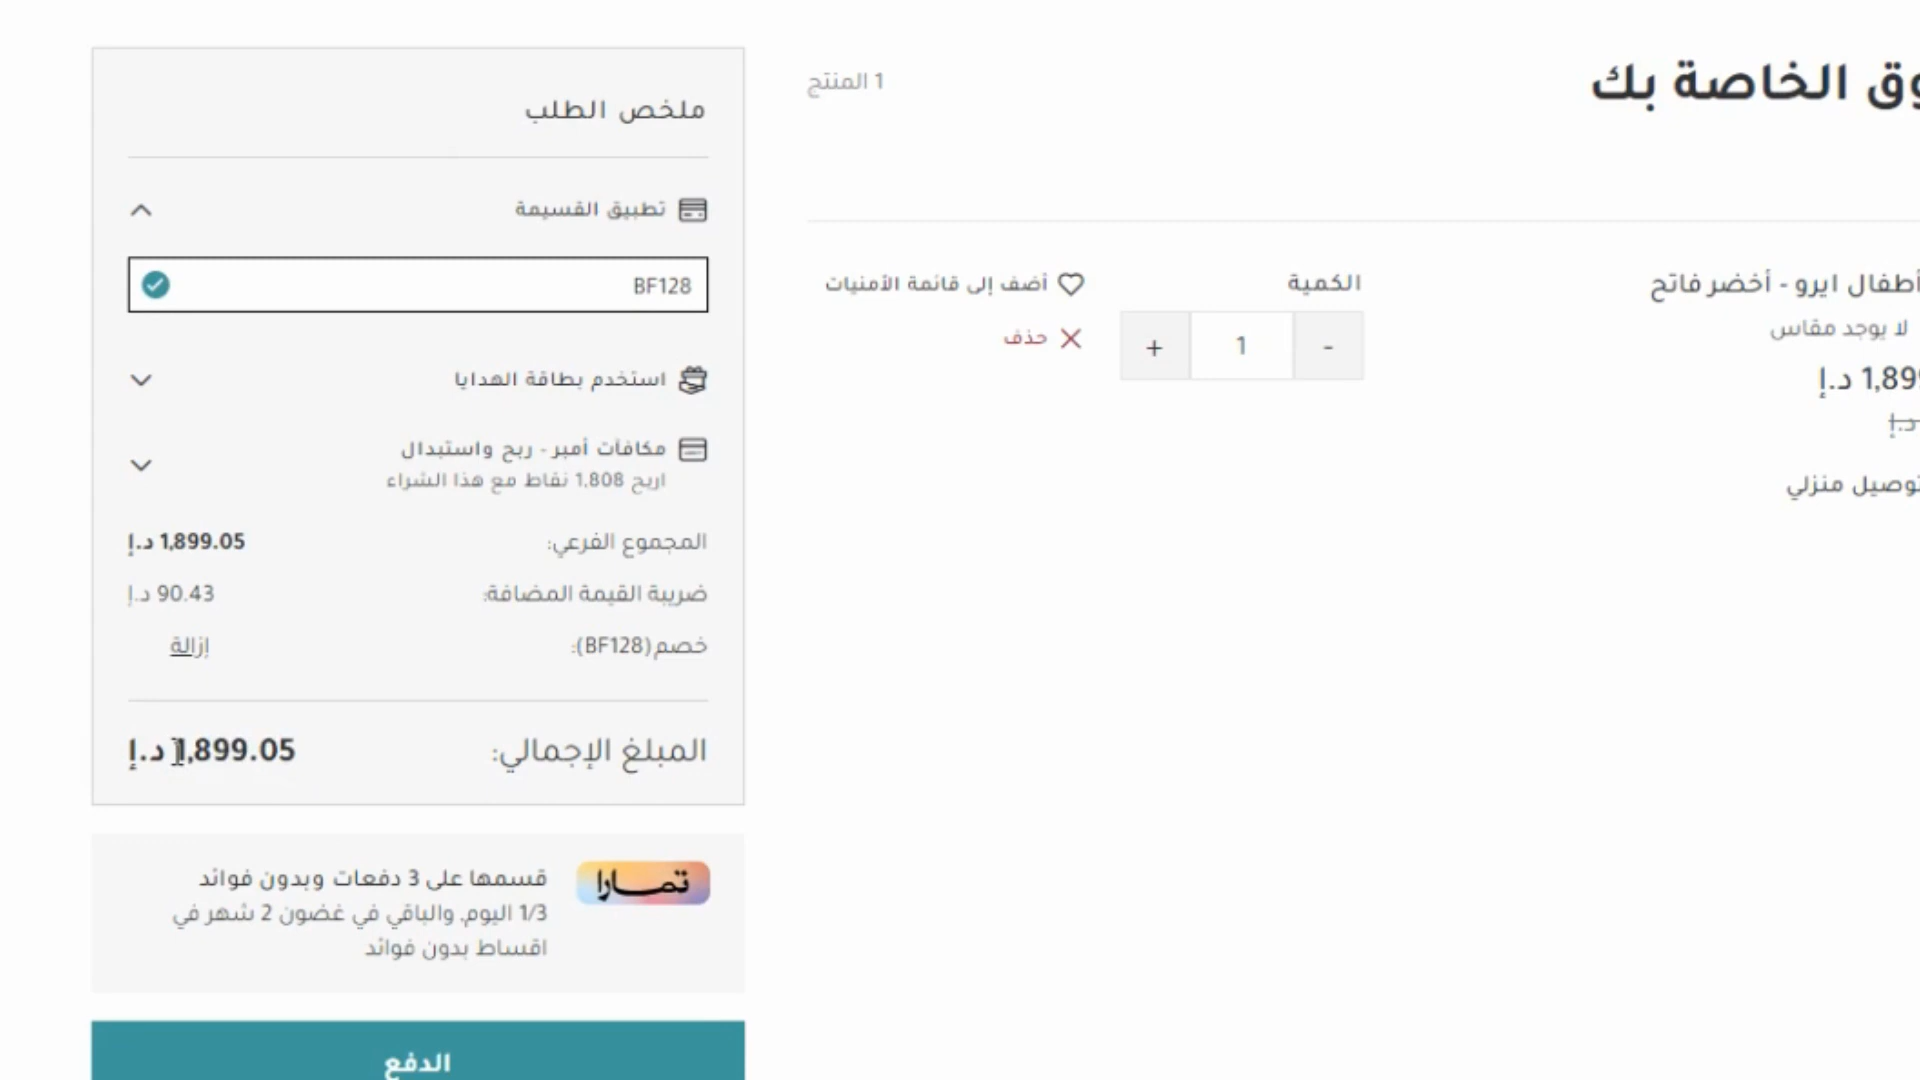 الخاصة بك
1 المنتج
أطفال ايرو - أخضر فاتح
لا يوجد مقاس
د.إ
د.إ
توصيل منزلي
الكمية
- 1 +
أضف إلى قائمة الأمنيات
حذف
ملخص الطلب
تطبيق القسيمة
BF128
استخدم بطاقة الهدايا
مكافآت أمبر - ربح واستبدال
اربح 1,808 نقاط مع هذا الشراء
المجموع الفرعي: 1,899.05 د.إ
ضريبة القيمة المضافة: 90.43 د.إ
خصم(BF128): إزالة
المبلغ الإجمالي: 1,899.05 د.إ
تمارا
قسمها على 3 دفعات وبدون فوائد
1/3 اليوم, والباقي في غضون 2 شهر في
اقساط بدون فوائد
الدفع